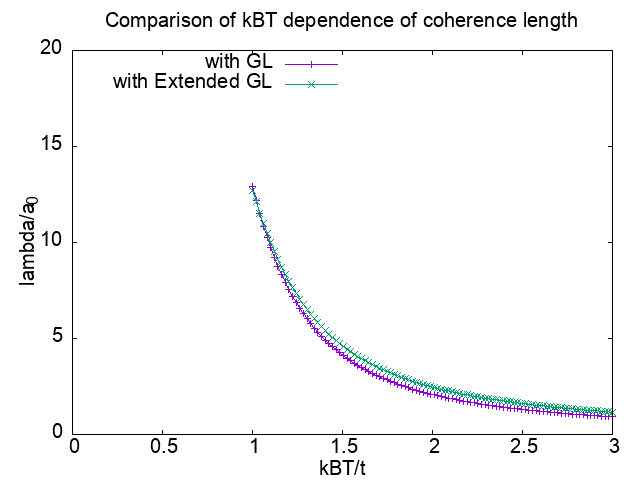 Comparison of kBT dependence of coherence length
with GL
with Extended GL
20
15
10
5
0
lambda/a0
0 0.5 1 1.5 2 2.5 3
kBT/t